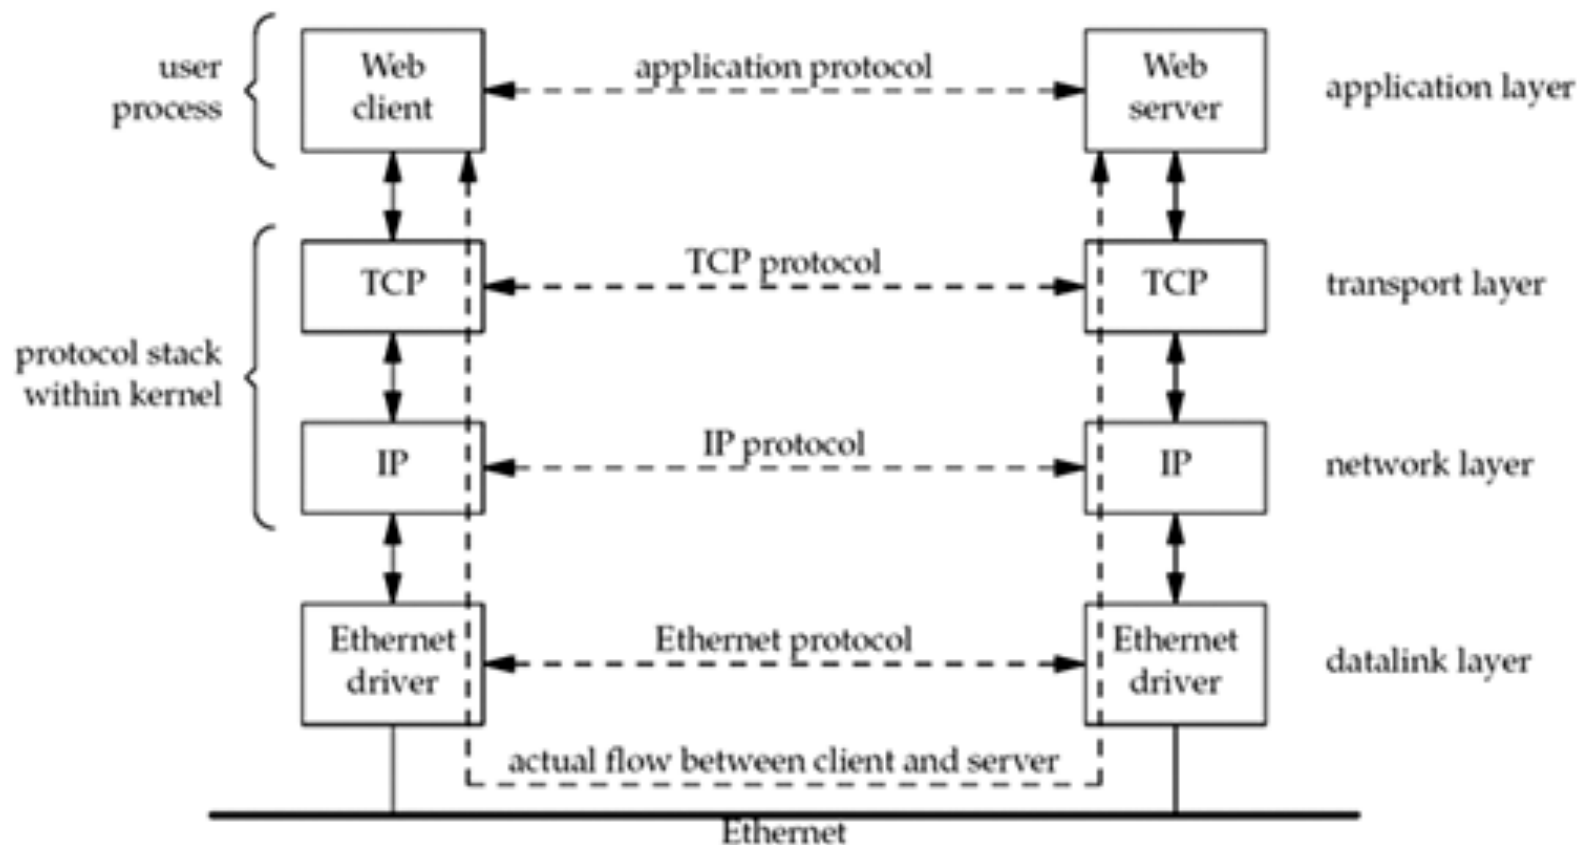 user
process
Web
client
application protocol
Web
server
application layer
TCP
TCP protocol
TCP
transport layer
protocol stack
within kernel
IP
IP protocol
IP
network layer
Ethernet
driver
Ethernet protocol
Ethernet
driver
datalink layer
actual flow between client and server
Ethernet